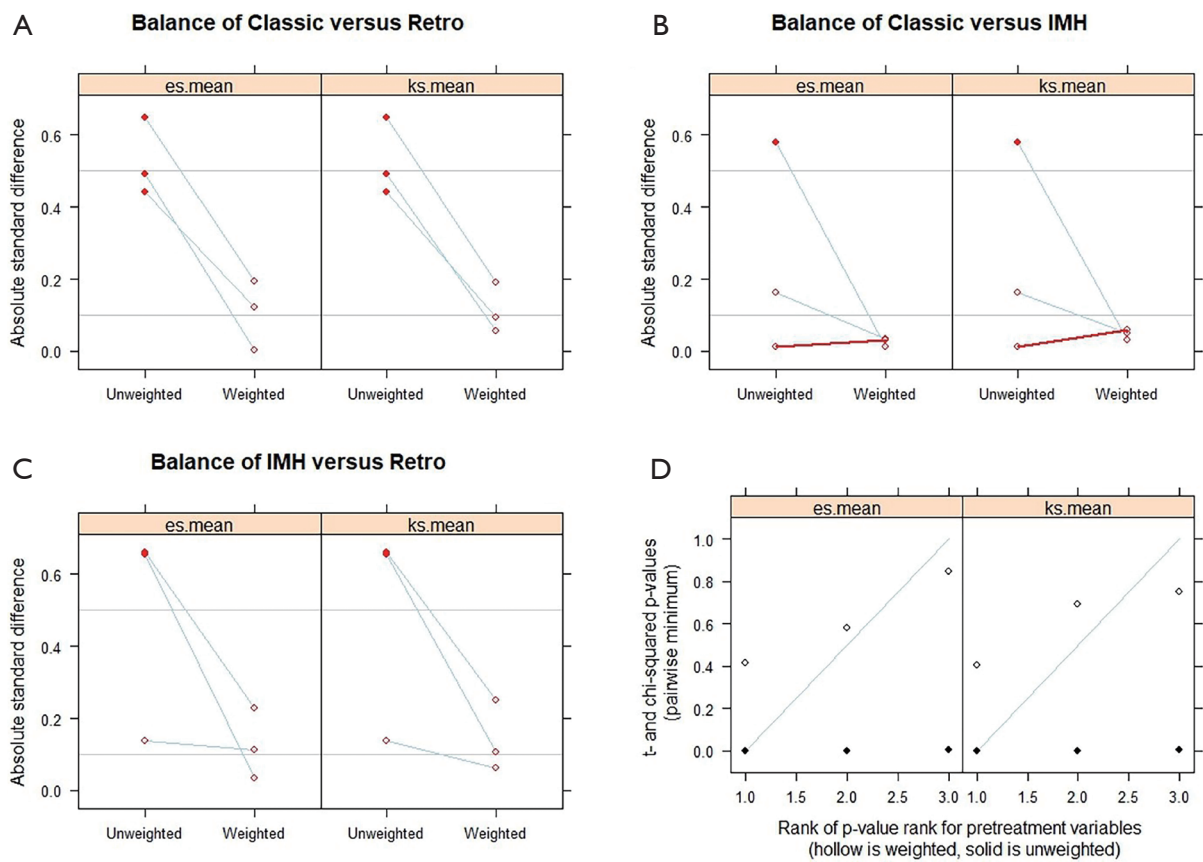 A
Balance of Classic versus Retro
es.mean
ks.mean
Absolute standard difference
0.6
0.4
0.2
0.0
Unweighted
Weighted
Unweighted
Weighted
B
Balance of Classic versus IMH
es.mean
ks.mean
Absolute standard difference
0.6
0.4
0.2
0.0
Unweighted
Weighted
Unweighted
Weighted
C
Balance of IMH versus Retro
es.mean
ks.mean
Absolute standard difference
0.6
0.4
0.2
0.0
Unweighted
Weighted
Unweighted
Weighted
D
es.mean
ks.mean
t- and chi-squared p-values
(pairwise minimum)
1.0
0.8
0.6
0.4
0.2
0.0
1.0 1.5 2.0 2.5 3.0
1.0 1.5 2.0 2.5 3.0
Rank of p-value rank for pretreatment variables
(hollow is weighted, solid is unweighted)